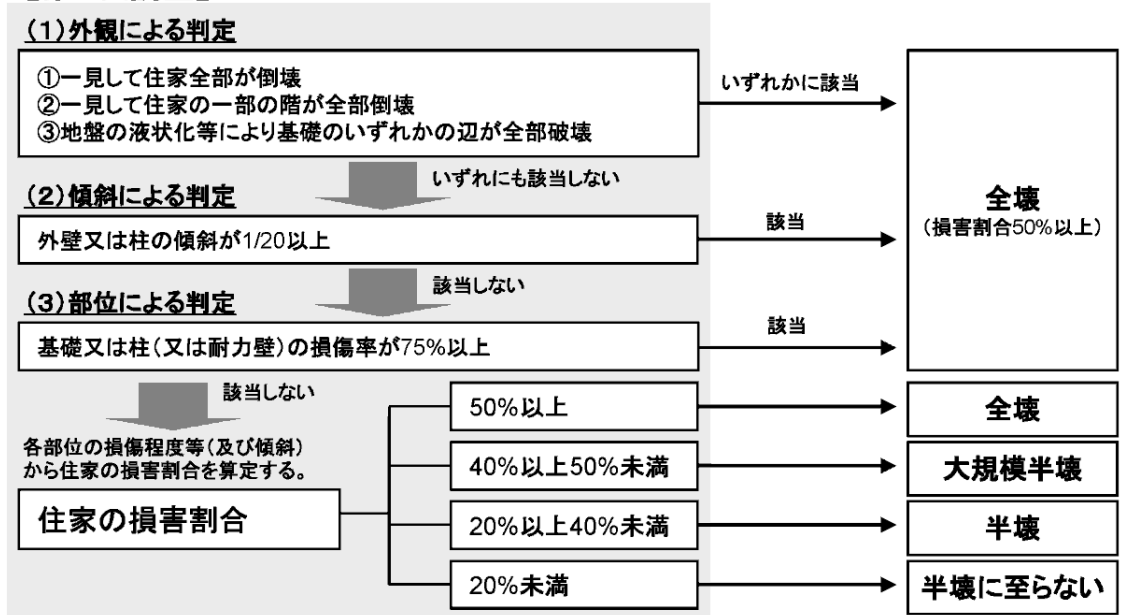 (1)外観による判定
①一見して住家全部が倒壊
②一見して住家の一部の階が全部倒壊
③地盤の液状化等により基礎のいずれかの辺が全部破壊
いずれかに該当
いずれにも該当しない
(2)傾斜による判定
外壁又は柱の傾斜が1/20以上
該当
全壊
(損害割合50%以上)
該当しない
(3)部位による判定
基礎又は柱(又は耐力壁)の損傷率が75%以上
該当
該当しない
各部位の損傷程度等(及び傾斜)
から住家の損害割合を算定する。
住家の損害割合
50%以上
全壊
40%以上50%未満
大規模半壊
20%以上40%未満
半壊
20%未満
半壊に至らない